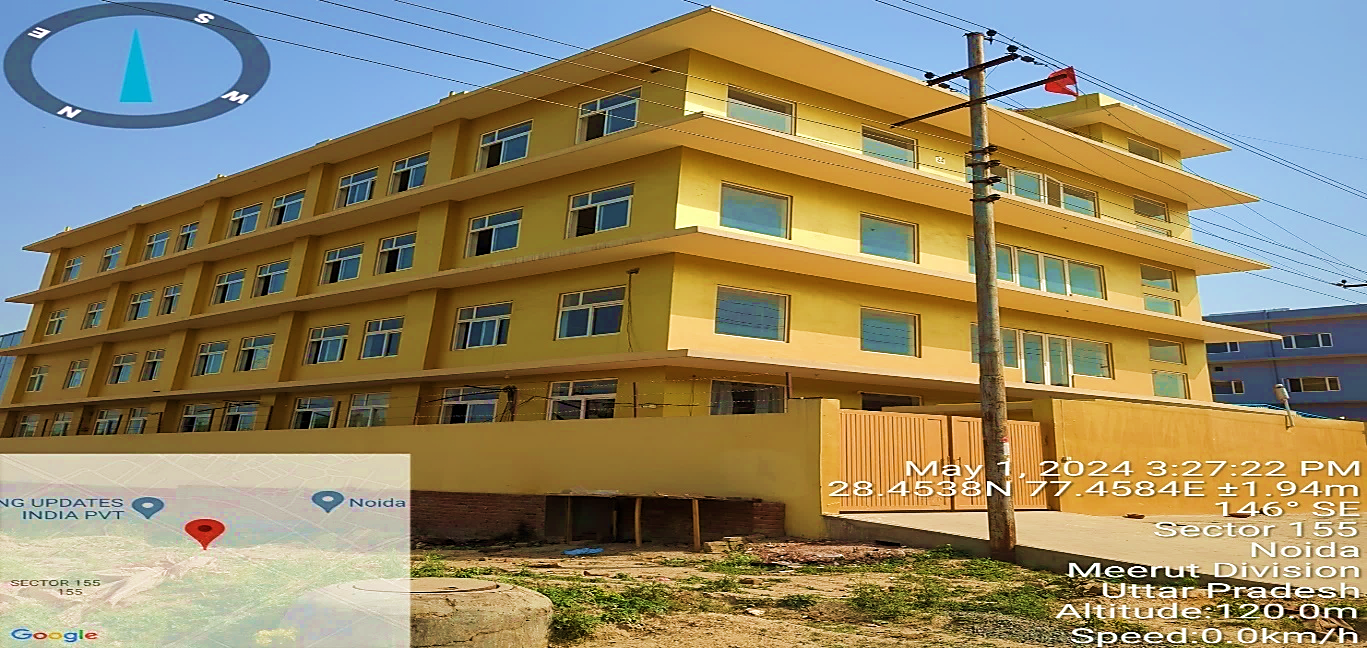 S
E
W
N
NG UPDATES
INDIA PVT
Noida
SECTOR 155
155
Google
May 1, 2024 3:27:22 PM
28.4538N 77.4584E ±1.94m
146° SE
Sector 155
Noida
Meerut Division
Uttar Pradesh
Altitude:120.0m
Speed:0.0km/h